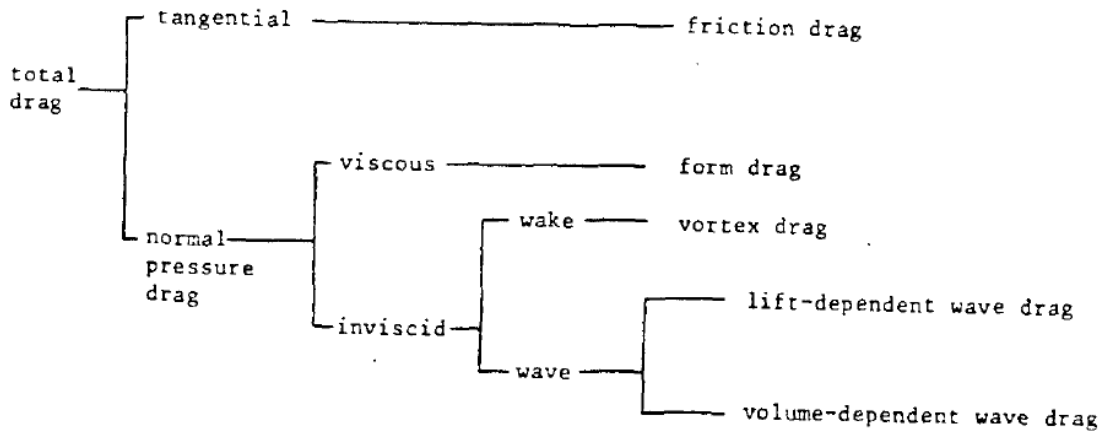 tangential
friction drag
total
drag
viscous
form drag
wake
vortex drag
normal
pressure
drag
lift-dependent wave drag
inviscid
wave
volume-dependent wave drag